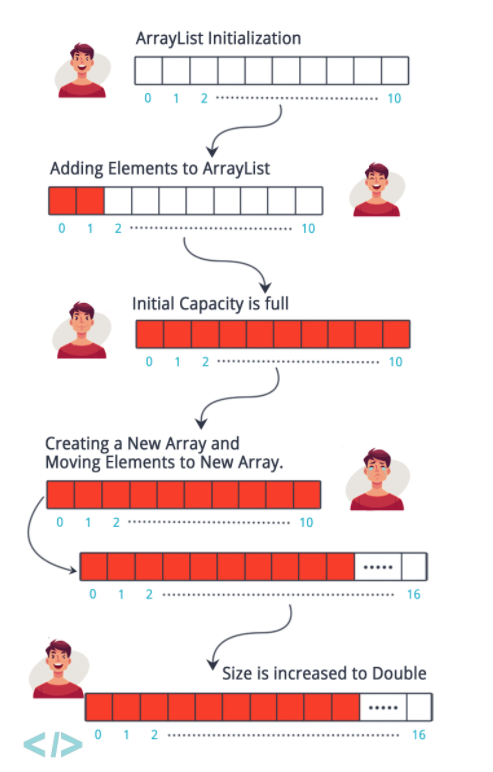 ArrayList Initialization
0 1 2 10
Adding Elements to ArrayList
0 1 2 10
Initial Capacity is full
0 1 2 10
Creating a New Array and
Moving Elements to New Array.
0 1 2 10
0 1 2 16
Size is increased to Double
0 1 2 16